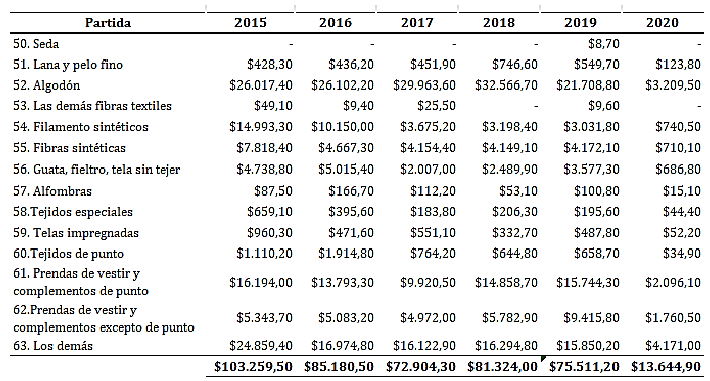 Partida 2015 2016 2017 2018 2019 2020
50. Seda - - - - $8,70 -
51. Lana y pelo fino $428,30 $436,20 $451,90 $746,60 $549,70 $123,80
52. Algodón $26.017,40 $26.102,20 $29.963,60 $32.566,70 $21.708,80 $3.209,50
53. Las demás fibras textiles $49,10 $9,40 $25,50 - $9,60 -
54. Filamento sintéticos $14.993,30 $10.150,00 $3.675,20 $3.198,40 $3.031,80 $740,50
55. Fibras sintéticas $7.818,40 $4.667,30 $4.154,40 $4.149,10 $4.172,10 $710,10
56. Guata, fieltro, tela sin tejer $4.738,80 $5.015,40 $2.007,00 $2.489,90 $3.577,30 $686,80
57. Alfombras $87,50 $166,70 $112,20 $53,10 $100,80 $15,10
58.Tejidos especiales $659,10 $395,60 $183,80 $206,30 $195,60 $44,40
59. Telas impregnadas $960,30 $471,60 $551,10 $332,70 $487,80 $52,20
60.Tejidos de punto $1.110,20 $1.914,80 $764,20 $644,80 $658,70 $34,90
61. Prendas de vestir y
complementos de punto $16.194,00 $13.793,30 $9.920,50 $14.858,70 $15.744,30 $2.096,10
62.Prendas de vestir y
complementos excepto de punto $5.343,70 $5.083,20 $4.972,00 $5.782,90 $9.415,80 $1.760,50
63. Los demás $24.859,40 $16.974,80 $16.122,90 $16.294,80 $15.850,20 $4.171,00
$103.259,50 $85.180,50 $72.904,30 $81.324,00 $75.511,20 $13.644,90